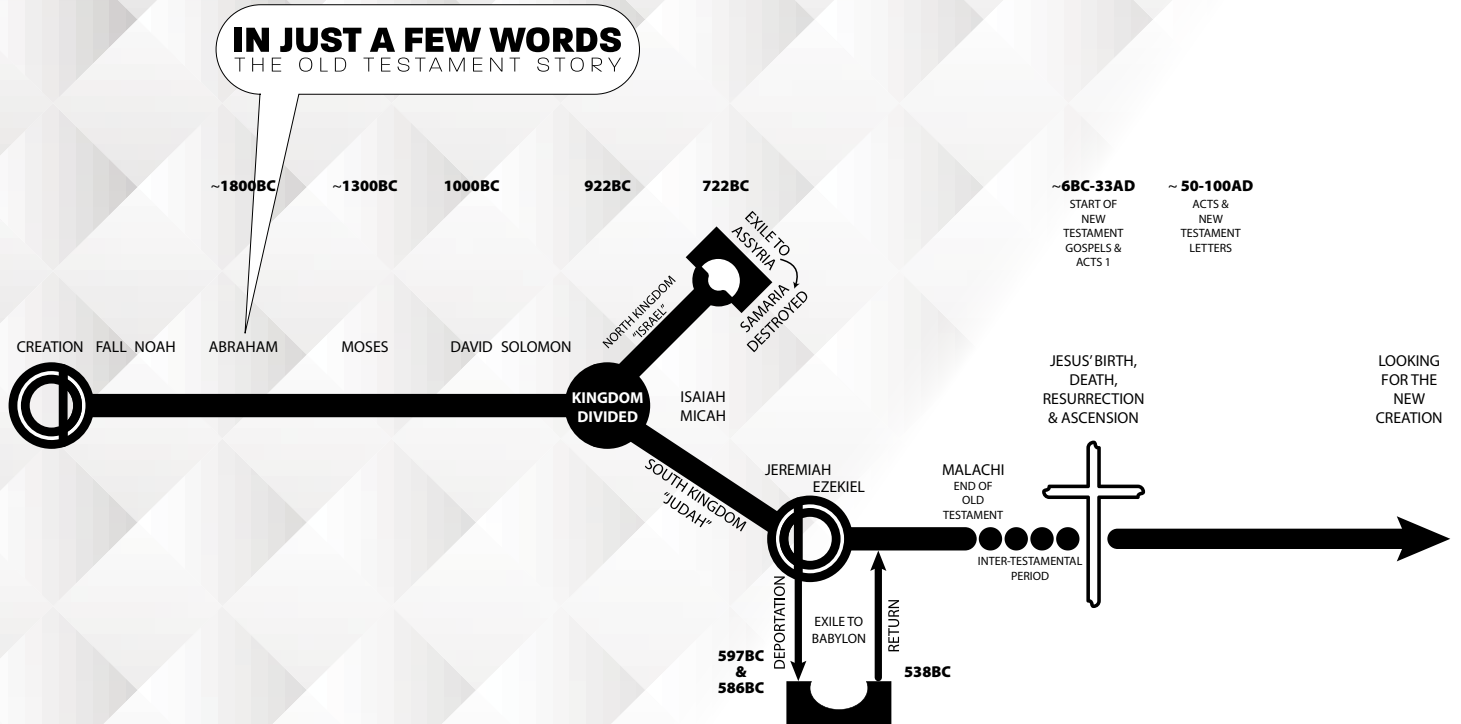 IN JUST A FEW WORDS
THE OLD TESTAMENT STORY
~1800BC
~1300BC
1000BC
922BC
722BC
~6BC-33AD
START OF
NEW
TESTAMENT
GOSPELS &
ACTS 1
~ 50-100AD
ACTS &
NEW
TESTAMENT
LETTERS
EXILE TO
ASSYRIA
SAMARIA
DESTROYED
NORTH KINGDOM
"ISRAEL"
CREATION FALL NOAH
ABRAHAM
MOSES
DAVID SOLOMON
KINGDOM
DIVIDED
ISAIAH
MICAH
JESUS' BIRTH,
DEATH,
RESURRECTION
& ASCENSION
LOOKING
FOR THE
NEW
CREATION
SOUTH KINGDOM
"JUDAH"
JEREMIAH
EZEKIEL
MALACHI
END OF
OLD
TESTAMENT
INTER-TESTAMENTAL
PERIOD
DEPORTATION
EXILE TO
BABYLON
RETURN
597BC
&
586BC
538BC